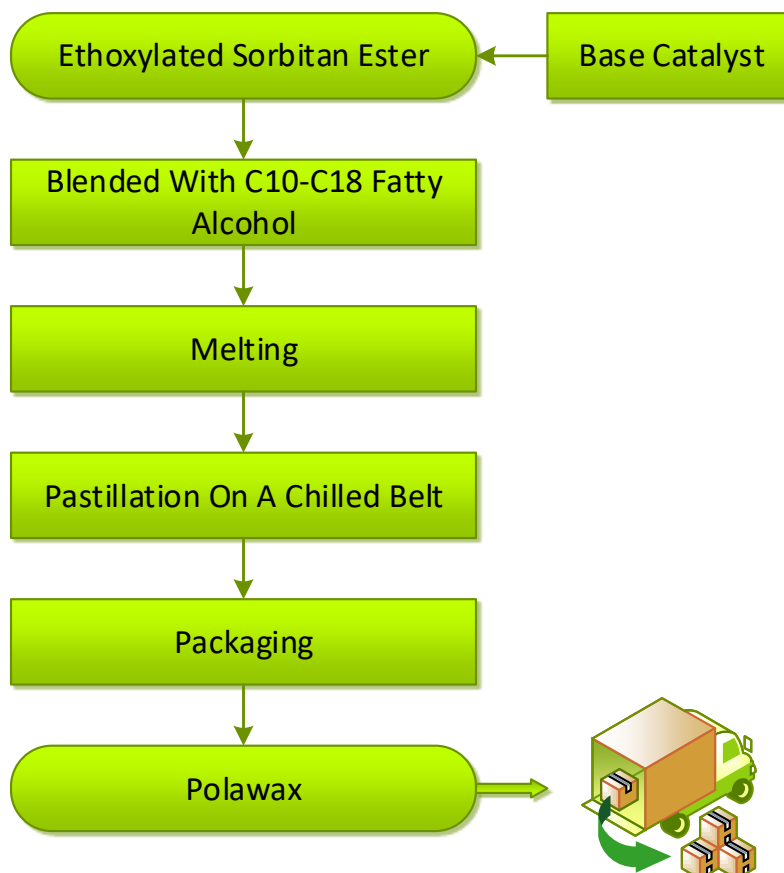 Ethoxylated Sorbitan Ester
Base Catalyst
Blended With C10-C18 Fatty
Alcohol
Melting
Pastillation On A Chilled Belt
Packaging
Polawax